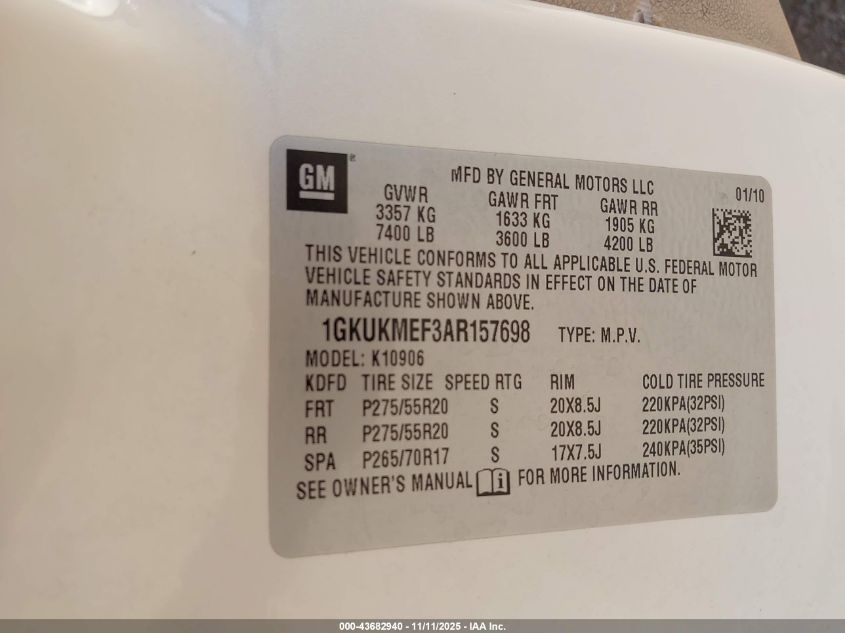 GM
MFD BY GENERAL MOTORS LLC
01/10
GVWR GAWR FRT GAWR RR
3357 KG 1633 KG 1905 KG
7400 LB 3600 LB 4200 LB
THIS VEHICLE CONFORMS TO ALL APPLICABLE U.S. FEDERAL MOTOR
VEHICLE SAFETY STANDARDS IN EFFECT ON THE DATE OF
MANUFACTURE SHOWN ABOVE.
1GKUKMEF3AR157698 TYPE: M.P.V.
MODEL: K10906
KDFD TIRE SIZE SPEED RTG RIM COLD TIRE PRESSURE
FRT P275/55R20 S 20X8.5J 220KPA(32PSI)
RR P275/55R20 S 20X8.5J 220KPA(32PSI)
SPA P265/70R17 S 17X7.5J 240KPA(35PSI)
SEE OWNER'S MANUAL i FOR MORE INFORMATION.
000-43682940 - 11/11/2025 - IAA Inc.